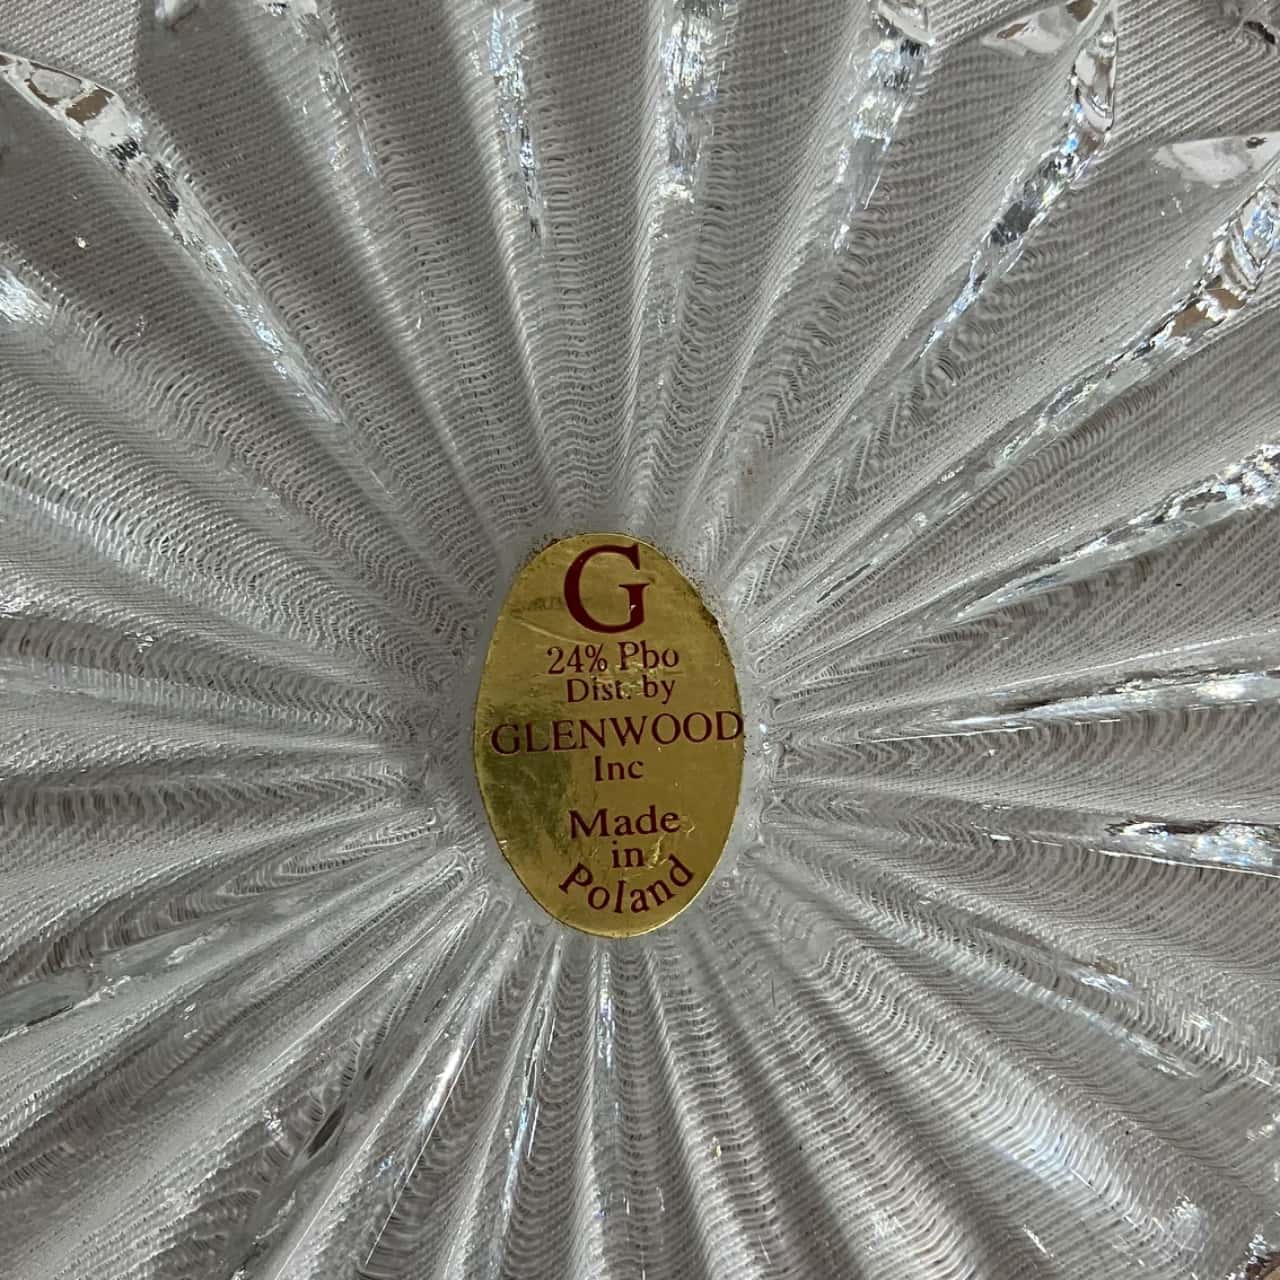 G
24% Pbo
Dist. by
GLENWOOD
Inc
Made
in
Poland